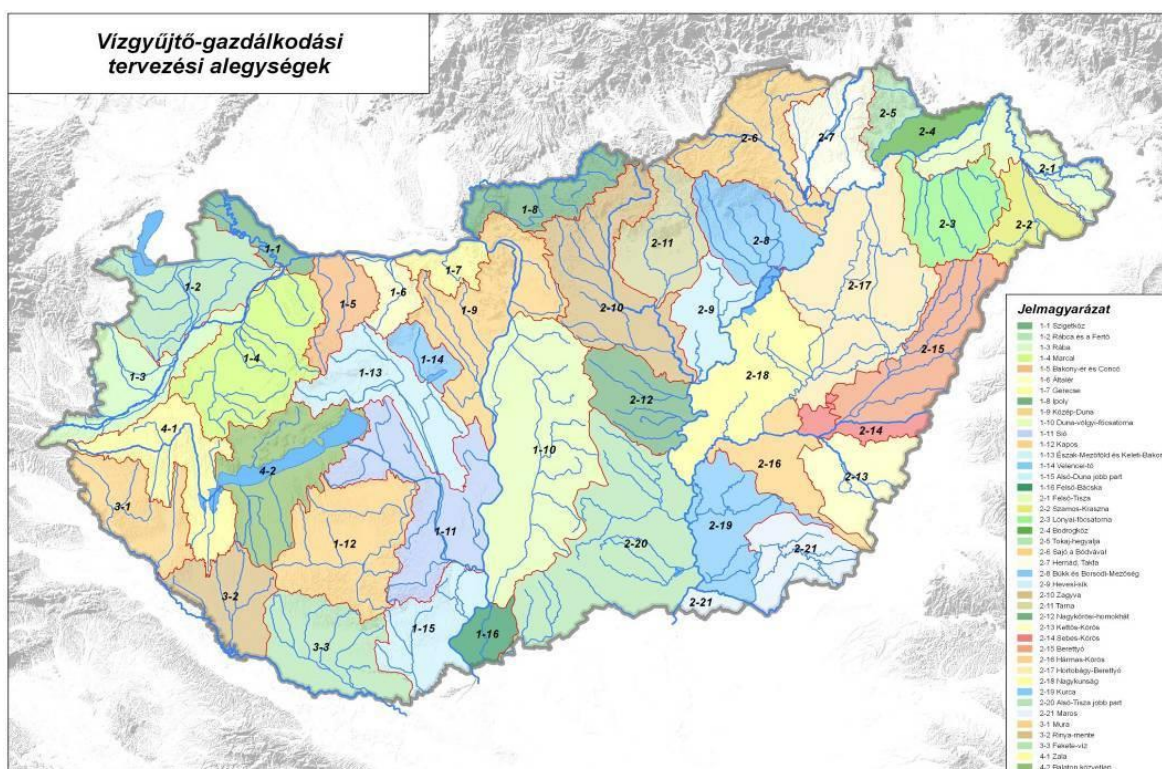 Vízgyűjtő-gazdálkodási
tervezési alegységek
2-5
2-4
2-7
2-6
2-1
1-8
2-3
2-2
2-11
2-8
1-1
1-7
1-2
1-6
1-5
1-9
2-10
2-9
2-17
1-4
1-14
2-15
1-3
1-13
2-18
2-12
2-14
4-1
1-10
2-16
4-2
2-13
3-1
2-19
1-11
1-12
2-20
2-21
3-2
2-21
1-15
1-16
3-3
Jelmagyarázat
1-1 Szigetköz
1-2 Rábca és a Fertő
1-3 Rába
1-4 Marcal
1-5 Bakony-ér és Concó
1-6 Általér
1-7 Gerecse
1-8 Ipoly
1-9 Közép-Duna
1-10 Duna-völgyi-főcsatorna
1-11 Sió
1-12 Kapos
1-13 Észak-Mezőföld és Keleti-Bakon
1-14 Velencei-tó
1-15 Alsó-Duna jobb part
1-16 Felső-Bácska
2-1 Felső-Tisza
2-2 Szamos-Kraszna
2-3 Lónyai-főcsatorna
2-4 Bodrogköz
2-5 Tokaj-hegyalja
2-6 Sajó a Bódvával
2-7 Hernád, Takta
2-8 Bükk és Borsodi-Mezőség
2-9 Hevesi-sík
2-10 Zagyva
2-11 Tarna
2-12 Nagykőrösi-homokhát
2-13 Kettős-Körös
2-14 Sebes-Körös
2-15 Berettyó
2-16 Hármas-Körös
2-17 Hortobágy-Berettyó
2-18 Nagykunság
2-19 Kurca
2-20 Alsó-Tisza jobb part
2-21 Maros
3-1 Mura
3-2 Rinya-mente
3-3 Fekete-víz
4-1 Zala
4-2 Balaton közvetlen